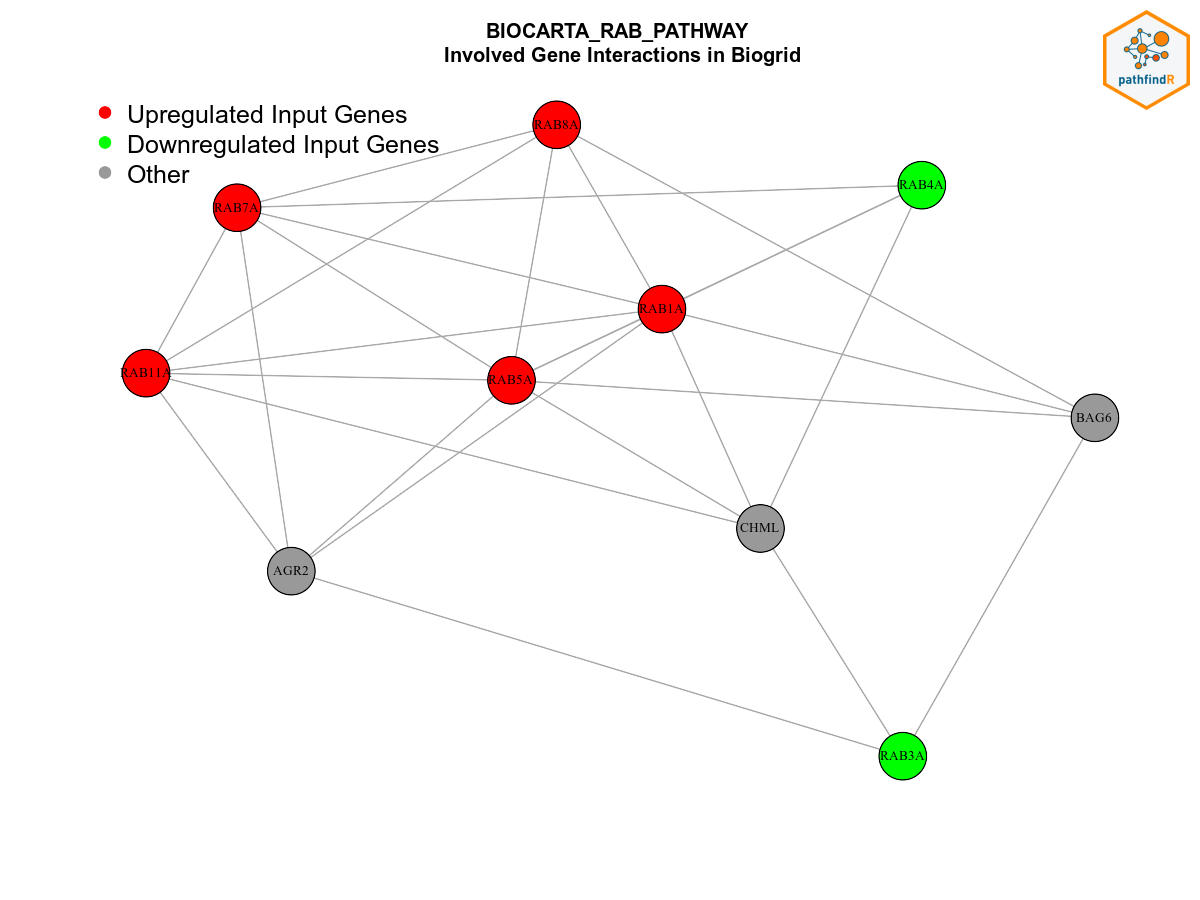 BIOCARTA_RAB_PATHWAY
Involved Gene Interactions in Biogrid
pathfindR
Upregulated Input Genes
Downregulated Input Genes
Other
RAB8A
RAB4A
RAB7A
RAB1A
RAB11A
RAB5A
BAG6
CHML
AGR2
RAB3A